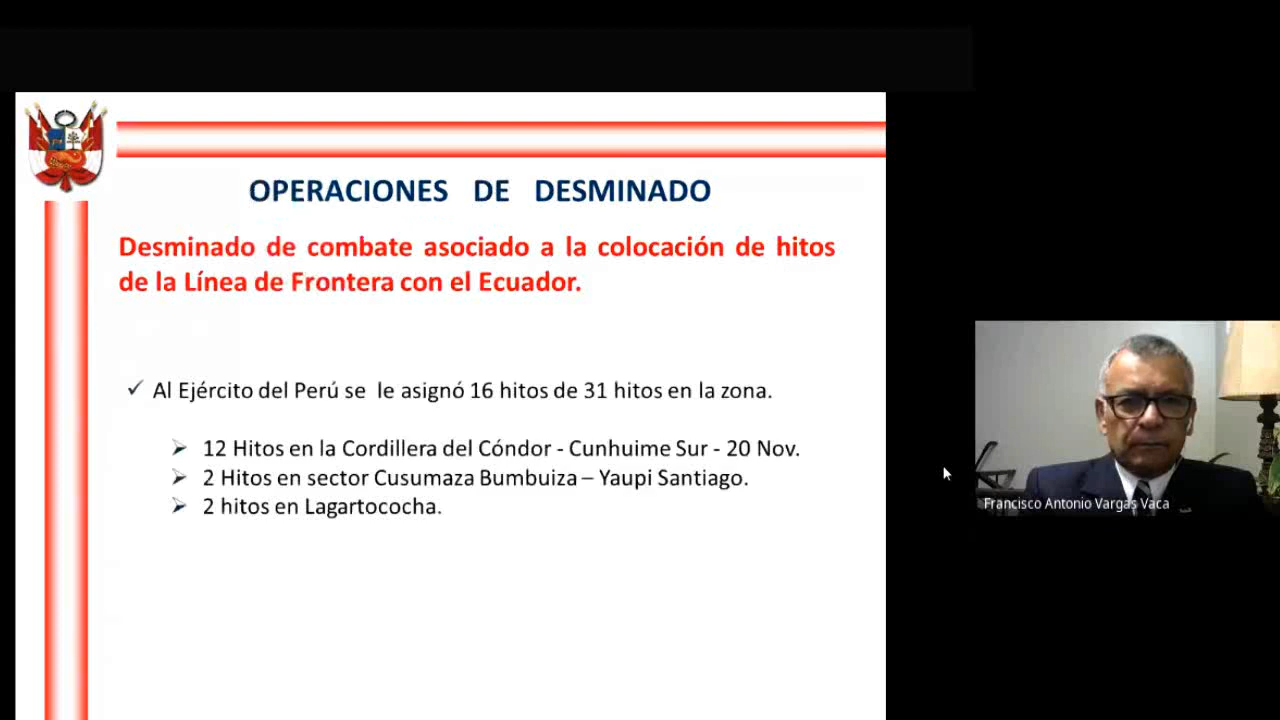 OPERACIONES DE DESMINADO
Desminado de combate asociado a la colocación de hitos
de la Línea de Frontera con el Ecuador.
✓ Al Ejército del Perú se le asignó 16 hitos de 31 hitos en la zona.
➢ 12 Hitos en la Cordillera del Cóndor - Cunhuime Sur - 20 Nov.
➢ 2 Hitos en sector Cusumaza Bumbuiza – Yaupi Santiago.
➢ 2 hitos en Lagartococha.
Francisco Antonio Vargas Vaca